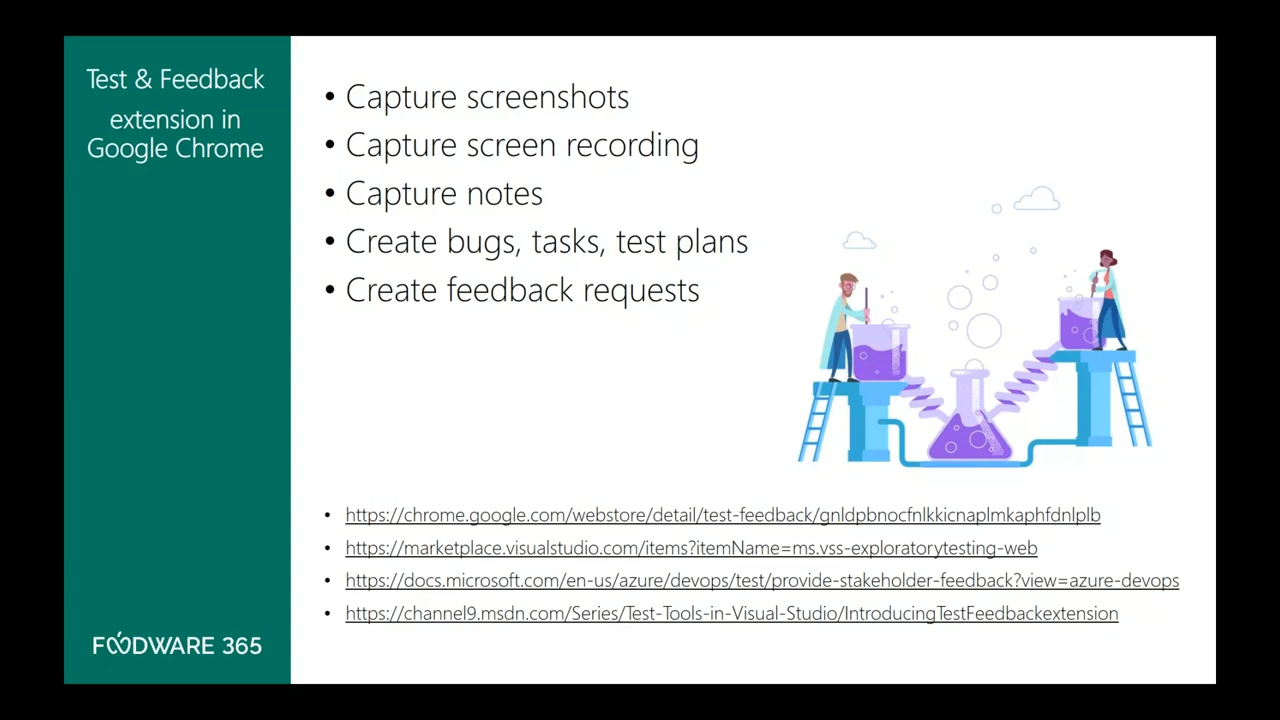 Test & Feedback
extension in
Google Chrome
• Capture screenshots
• Capture screen recording
• Capture notes
• Create bugs, tasks, test plans
• Create feedback requests
• https://chrome.google.com/webstore/detail/test-feedback/gnldpbnocfnlkkicnaplmkaphfdnlplb
• https://marketplace.visualstudio.com/items?itemName=ms.vss-exploratorytesting-web
• https://docs.microsoft.com/en-us/azure/devops/test/provide-stakeholder-feedback?view=azure-devops
• https://channel9.msdn.com/Series/Test-Tools-in-Visual-Studio/IntroducingTestFeedbackextension
FOODWARE 365